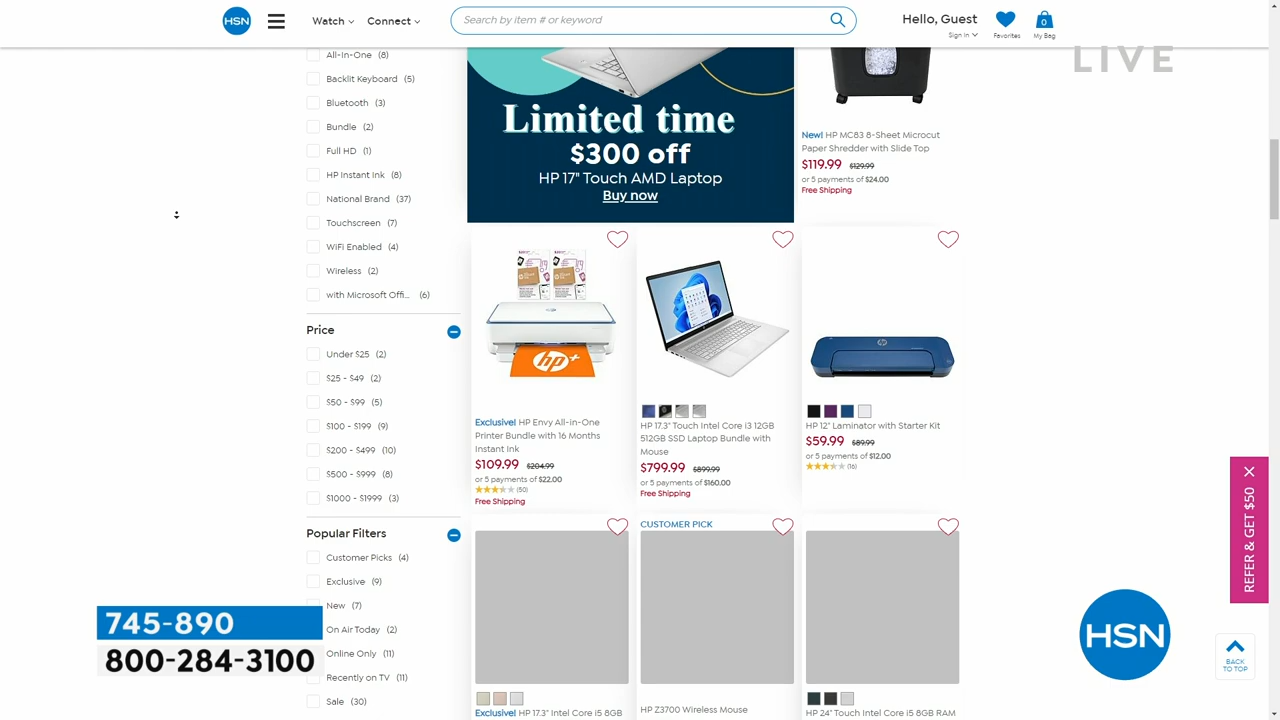 HSN
Watch
Connect
Search by item # or keyword
Hello, Guest
Sign In
Favorites
0
My Bag
LIVE
All-In-One (8)
Backlit Keyboard (5)
Bluetooth (3)
Bundle (2)
Full HD (1)
HP Instant Ink (8)
National Brand (37)
Touchscreen (7)
WiFi Enabled (4)
Wireless (2)
with Microsoft Offi... (6)
Price
Under $25 (2)
$25 - $49 (2)
$50 - $99 (5)
$100 - $199 (9)
$200 - $499 (10)
$500 - $999 (8)
$1000 - $1999 (3)
Popular Filters
Customer Picks (4)
Exclusive (9)
New (7)
On Air Today (2)
Online Only (11)
Recently on TV (11)
Sale (30)
Limited time
$300 off
HP 17" Touch AMD Laptop
Buy now
New! HP MC83 8-Sheet Microcut
Paper Shredder with Slide Top
$119.99 $129.99
or 5 payments of $24.00
Free Shipping
hp+
Exclusive! HP Envy All-in-One
Printer Bundle with 16 Months
Instant Ink
$109.99 $204.99
or 5 payments of $22.00
(50)
Free Shipping
HP 17.3" Touch Intel Core i3 12GB
512GB SSD Laptop Bundle with
Mouse
$799.99 $899.99
or 5 payments of $160.00
Free Shipping
hp
HP 12" Laminator with Starter Kit
$59.99 $89.99
or 5 payments of $12.00
(16)
CUSTOMER PICK
Exclusive! HP 17.3" Intel Core i5 8GB
HP Z3700 Wireless Mouse
HP 24" Touch Intel Core i5 8GB RAM
REFER & GET $50
745-890
800-284-3100
HSN
BACK
TO TOP